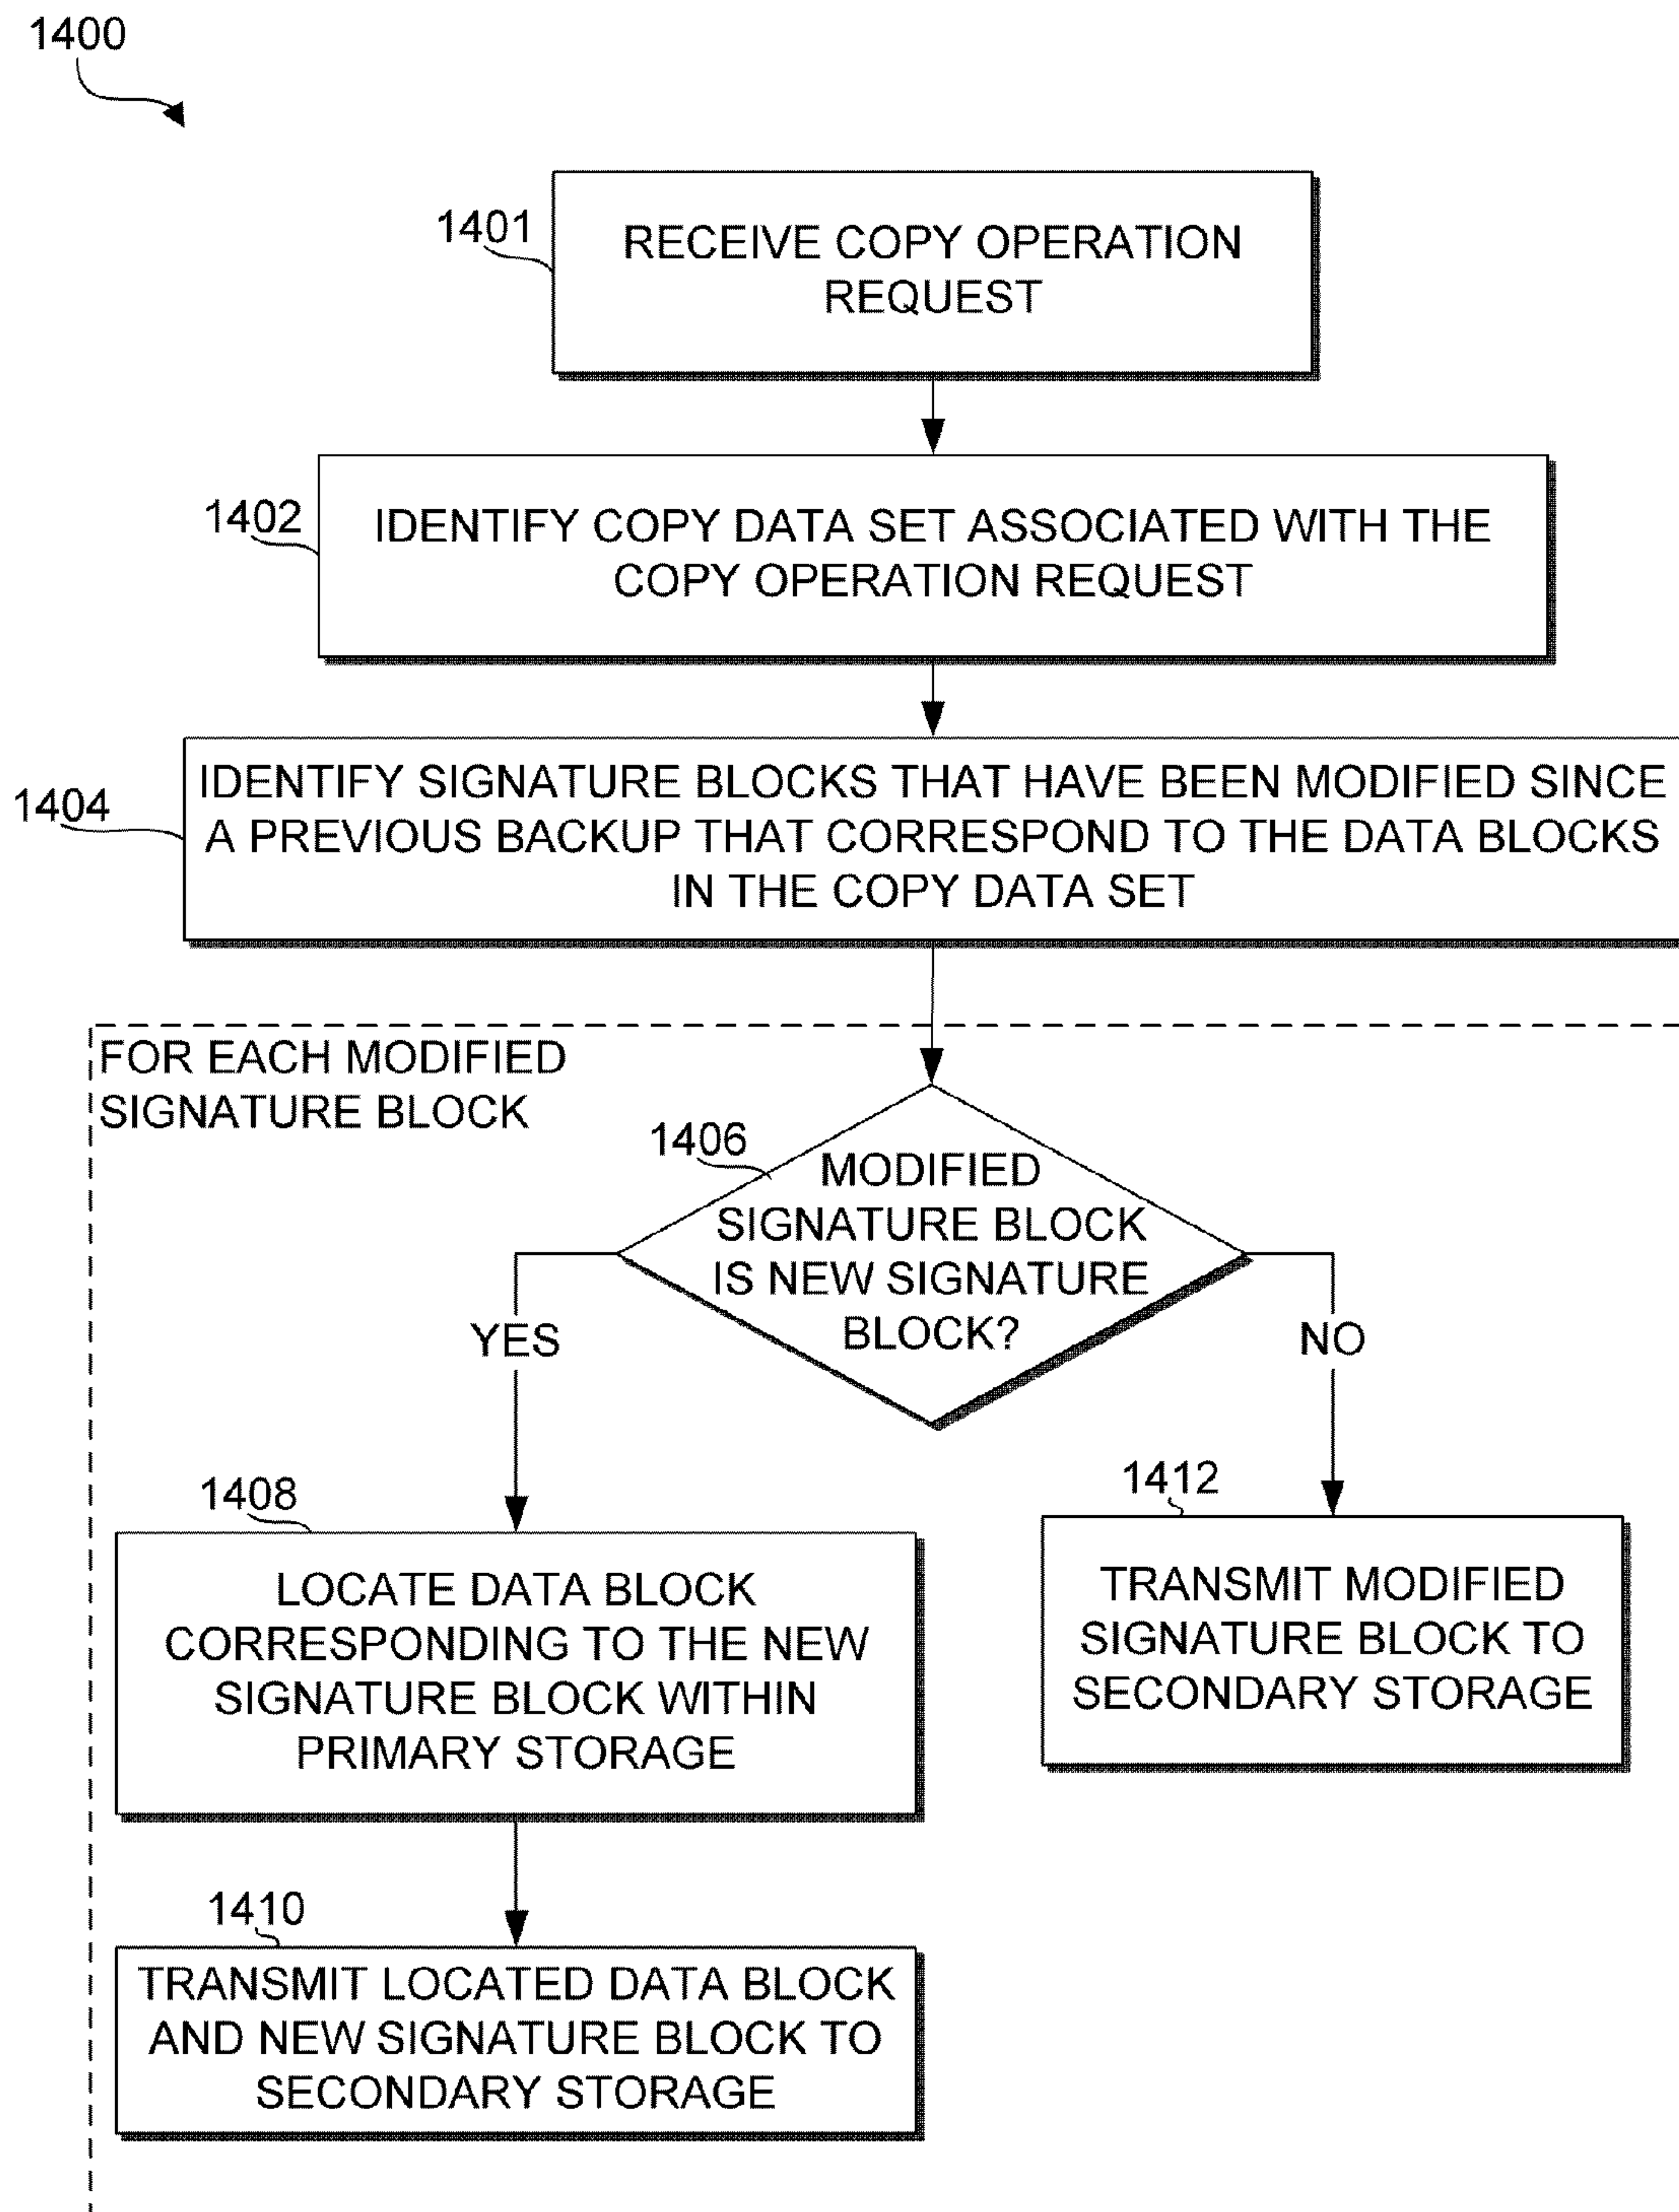 1400
1401
RECEIVE COPY OPERATION
REQUEST
1402
IDENTIFY COPY DATA SET ASSOCIATED WITH THE
COPY OPERATION REQUEST
1404
IDENTIFY SIGNATURE BLOCKS THAT HAVE BEEN MODIFIED SINCE
A PREVIOUS BACKUP THAT CORRESPOND TO THE DATA BLOCKS
IN THE COPY DATA SET
FOR EACH MODIFIED
SIGNATURE BLOCK
1406
MODIFIED
SIGNATURE BLOCK
IS NEW SIGNATURE
BLOCK?
YES
NO
1408
LOCATE DATA BLOCK
CORRESPONDING TO THE NEW
SIGNATURE BLOCK WITHIN
PRIMARY STORAGE
1412
TRANSMIT MODIFIED
SIGNATURE BLOCK TO
SECONDARY STORAGE
1410
TRANSMIT LOCATED DATA BLOCK
AND NEW SIGNATURE BLOCK TO
SECONDARY STORAGE